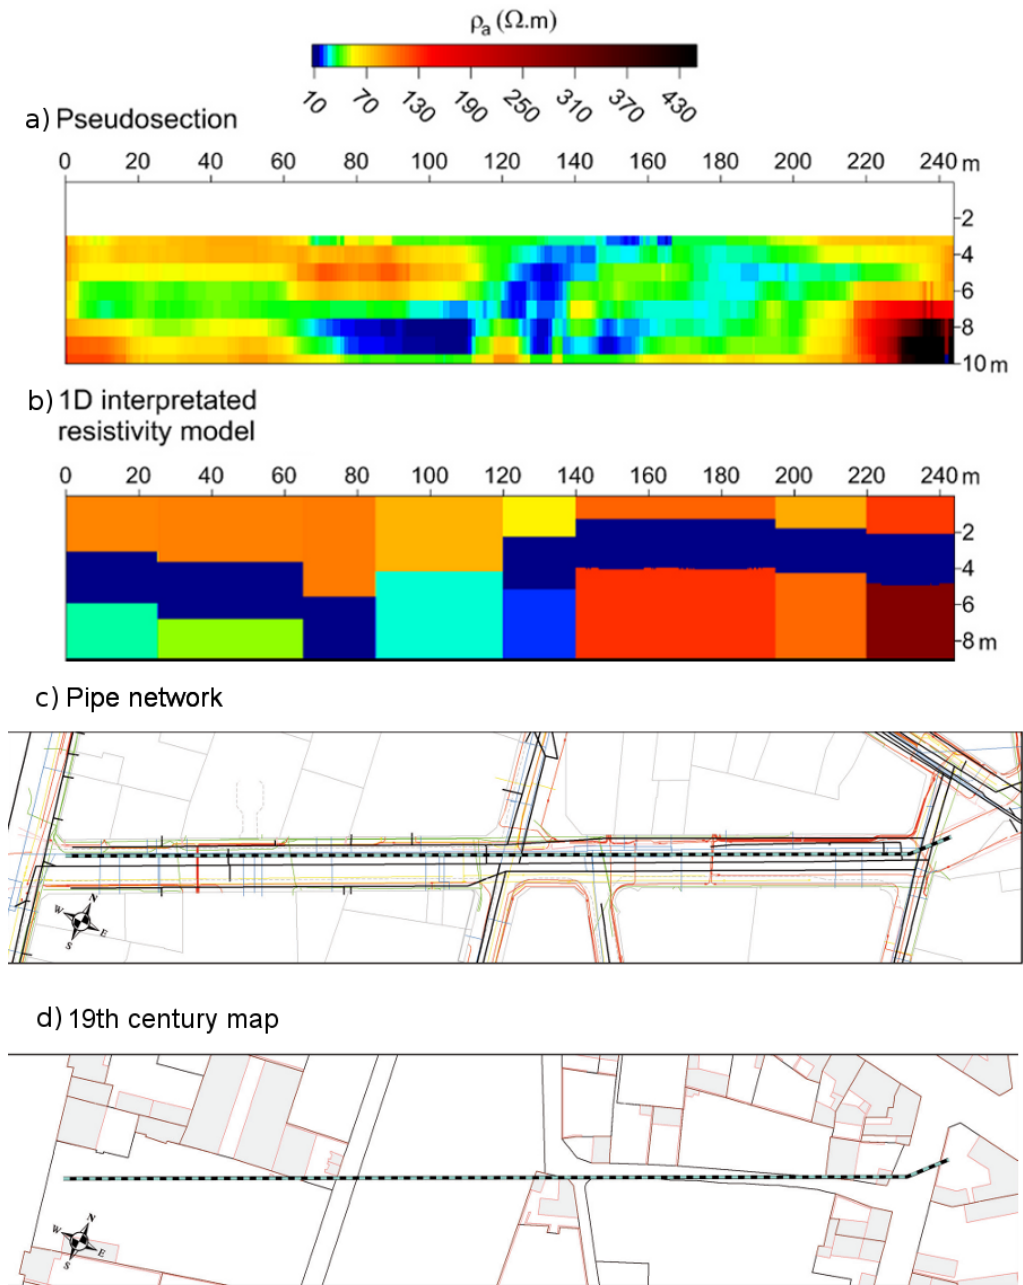 ρa (Ω.m)
10 70 130 190 250 310 370 430
a) Pseudosection
0 20 40 60 80 100 120 140 160 180 200 220 240 m
2
4
6
8
10 m
b) 1D interpretated
resistivity model
0 20 40 60 80 100 120 140 160 180 200 220 240 m
2
4
6
8 m
c) Pipe network
N
W
E
S
d) 19th century map
N
W
E
S